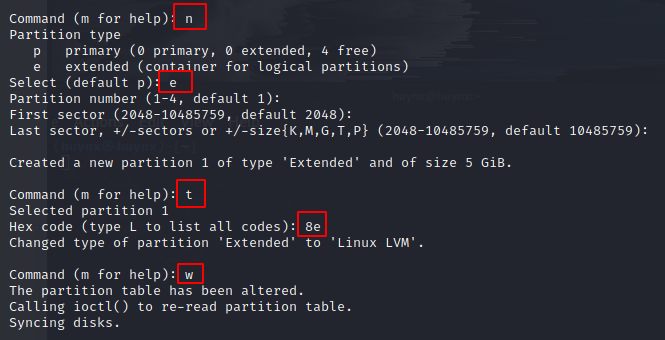 Command (m for help): n
Partition type
p primary (0 primary, 0 extended, 4 free)
e extended (container for logical partitions)
Select (default p): e
Partition number (1-4, default 1):
First sector (2048-10485759, default 2048):
Last sector, +/-sectors or +/-size{K,M,G,T,P} (2048-10485759, default 10485759):
Created a new partition 1 of type 'Extended' and of size 5 GiB.
Command (m for help): t
Selected partition 1
Hex code (type L to list all codes): 8e
Changed type of partition 'Extended' to 'Linux LVM'.
Command (m for help): w
The partition table has been altered.
Calling ioctl() to re-read partition table.
Syncing disks.